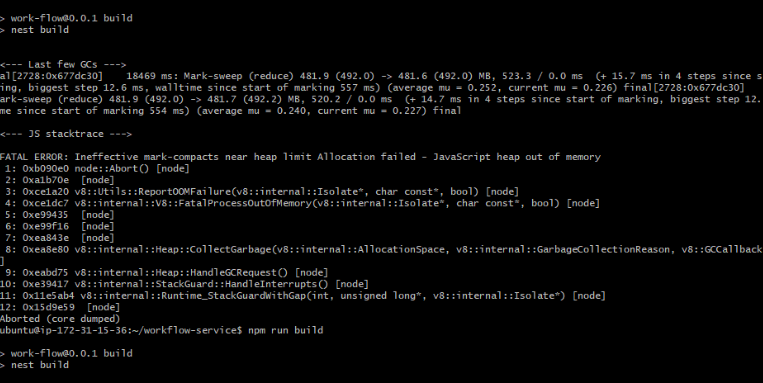 > work-flow@0.0.1 build
> nest build
<--- Last few GCs --->
al[2728:0x677dc30]    18469 ms: Mark-sweep (reduce) 481.9 (492.0) -> 481.6 (492.0) MB, 523.3 / 0.0 ms  (+ 15.7 ms in 4 steps since s
ing, biggest step 12.6 ms, walltime since start of marking 557 ms) (average mu = 0.252, current mu = 0.226) final[2728:0x677dc30]
ark-sweep (reduce) 481.9 (492.0) -> 481.7 (492.2) MB, 520.2 / 0.0 ms  (+ 14.7 ms in 4 steps since start of marking, biggest step 12.
me since start of marking 554 ms) (average mu = 0.240, current mu = 0.227) final
<--- JS stacktrace --->
FATAL ERROR: Ineffective mark-compacts near heap limit Allocation failed - JavaScript heap out of memory
 1: 0xb090e0 node::Abort() [node]
 2: 0xa1b70e  [node]
 3: 0xce1a20 v8::Utils::ReportOOMFailure(v8::internal::Isolate*, char const*, bool) [node]
 4: 0xce1dc7 v8::internal::V8::FatalProcessOutOfMemory(v8::internal::Isolate*, char const*, bool) [node]
 5: 0xe99435  [node]
 6: 0xe99f16  [node]
 7: 0xea843e  [node]
 8: 0xea8e80 v8::internal::Heap::CollectGarbage(v8::internal::AllocationSpace, v8::internal::GarbageCollectionReason, v8::GCCallback
]
 9: 0xeabd75 v8::internal::Heap::HandleGCRequest() [node]
10: 0xe39417 v8::internal::StackGuard::HandleInterrupts() [node]
11: 0x11e5ab4 v8::internal::Runtime_StackGuardWithGap(int, unsigned long*, v8::internal::Isolate*) [node]
12: 0x15d9e59  [node]
Aborted (core dumped)
ubuntu@ip-172-31-15-36:~/workflow-service$ npm run build
> work-flow@0.0.1 build
> nest build